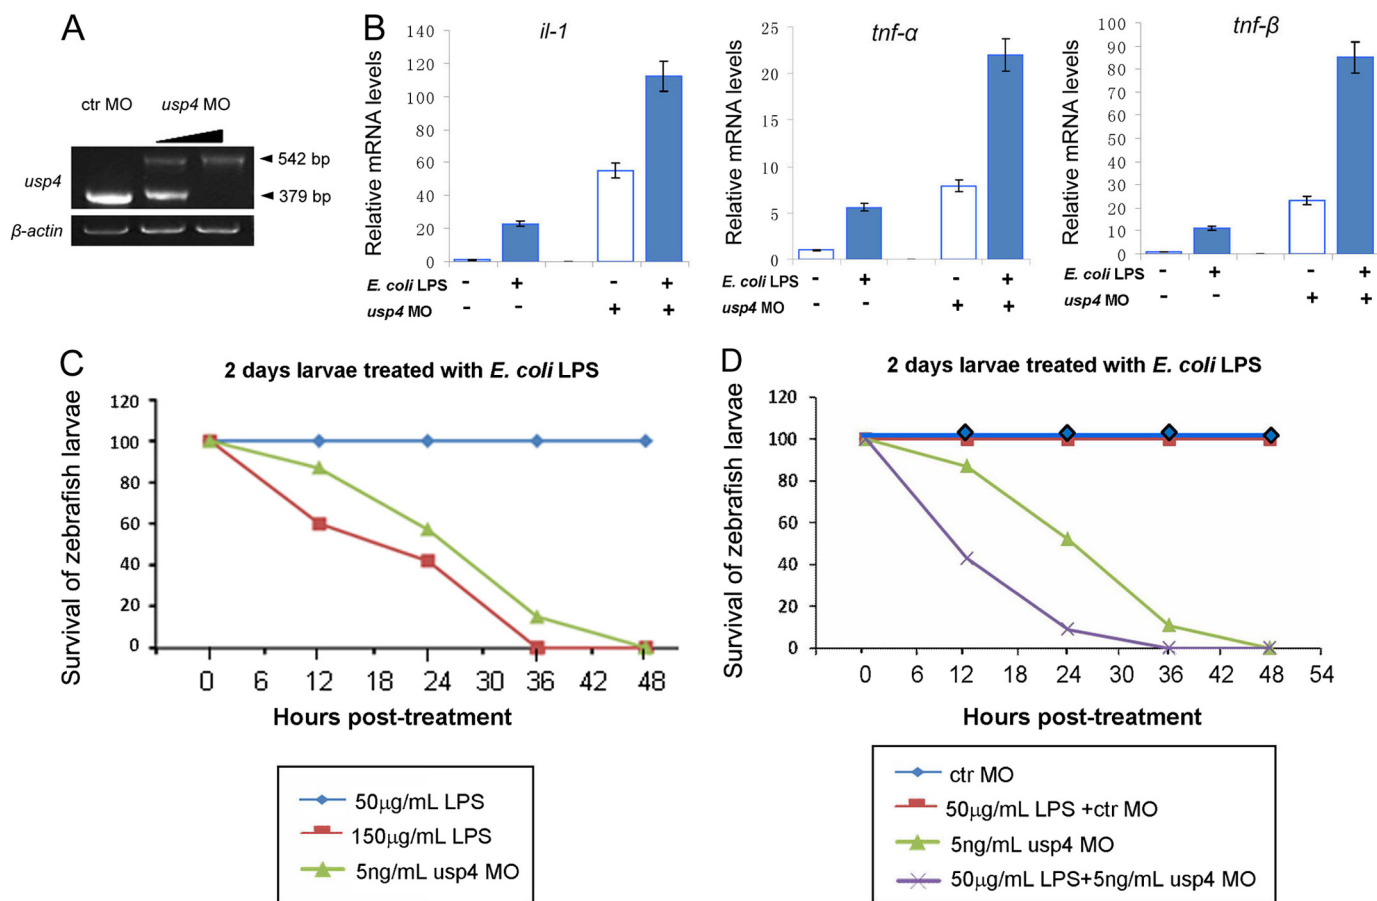 A
ctr MO usp4 MO
542 bp
usp4
379 bp
β-actin
B
il-1
Relative mRNA levels
140
120
100
80
60
40
20
0
E. coli LPS - + - +
usp4 MO - - + +
tnf-α
Relative mRNA levels
25
20
15
10
5
0
E. coli LPS - + - +
usp4 MO - - + +
tnf-β
Relative mRNA levels
100
90
80
70
60
50
40
30
20
10
0
E. coli LPS - + - +
usp4 MO - - + +
C
2 days larvae treated with E. coli LPS
Survival of zebrafish larvae
120
100
80
60
40
20
0
0 6 12 18 24 30 36 42 48
Hours post-treatment
50μg/mL LPS
150μg/mL LPS
5ng/mL usp4 MO
D
2 days larvae treated with E. coli LPS
Survival of zebrafish larvae
120
100
80
60
40
20
0
0 6 12 18 24 30 36 42 48 54
Hours post-treatment
ctr MO
50μg/mL LPS +ctr MO
5ng/mL usp4 MO
50μg/mL LPS+5ng/mL usp4 MO